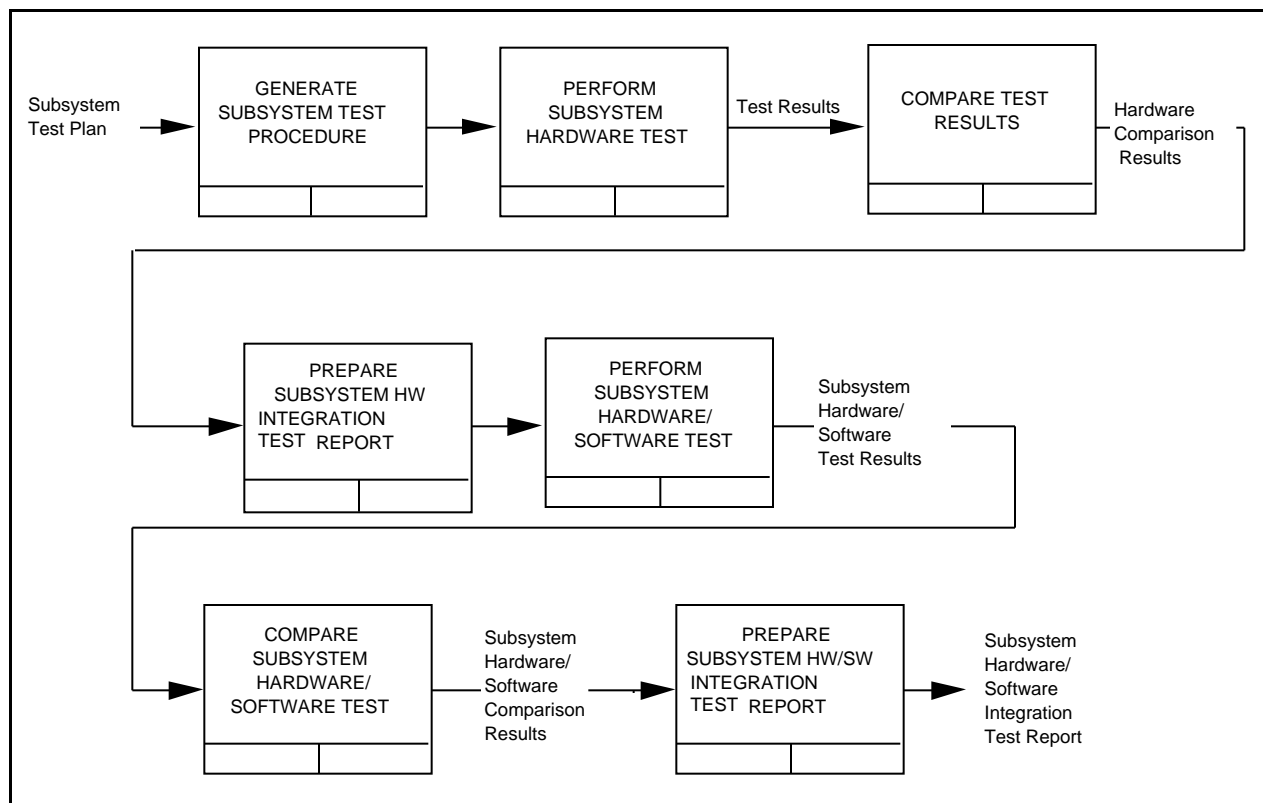 Subsystem
Test Plan
GENERATE
SUBSYSTEM TEST
PROCEDURE
PERFORM
SUBSYSTEM
HARDWARE TEST
Test Results
COMPARE TEST
RESULTS
Hardware
Comparison
Results
PREPARE
SUBSYSTEM HW
INTEGRATION
TEST REPORT
PERFORM
SUBSYSTEM
HARDWARE/
SOFTWARE TEST
Subsystem
Hardware/
Software
Test Results
COMPARE
SUBSYSTEM
HARDWARE/
SOFTWARE TEST
Subsystem
Hardware/
Software
Comparison
Results
PREPARE
SUBSYSTEM HW/SW
INTEGRATION
TEST REPORT
Subsystem
Hardware/
Software
Integration
Test Report